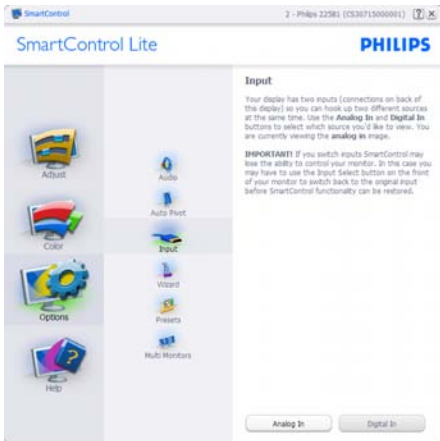 SmartControl
2 - Philips 225B1 (CS30715000001)
SmartControl Lite
PHILIPS
Adjust
Color
Options
Help
Audio
Auto Pivot
Input
Wizard
Presets
Multi Monitors
Input
Your display has two inputs (connections on back of
this display) so you can hook up two different sources
at the same time. Use the Analog In and Digital In
buttons to select which source you'd like to view. You
are currently viewing the analog in image.
IMPORTANT! If you switch inputs SmartControl may
lose the ability to control your monitor. In this case you
may have to use the Input Select button on the front
of your monitor to switch back to the original input
before SmartControl functionality can be restored.
Analog In
Digital In